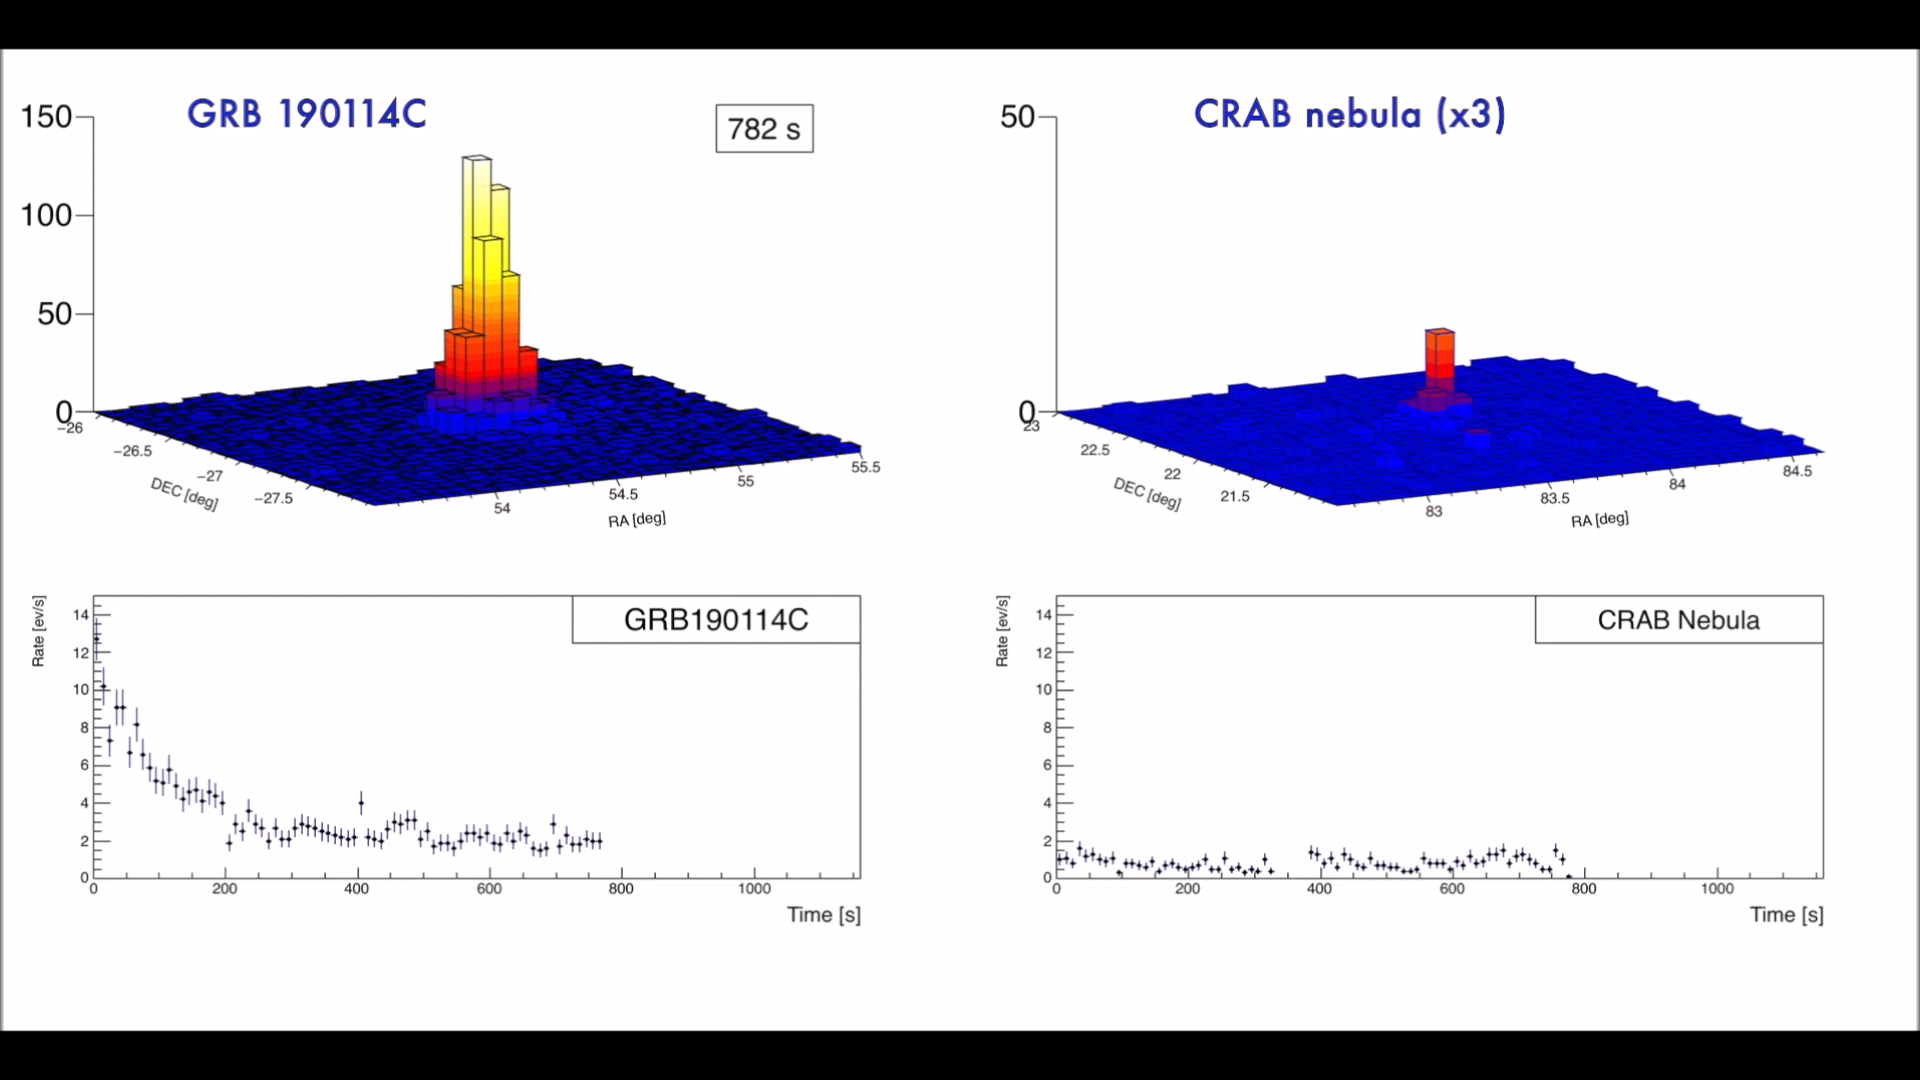 GRB 190114C
782 s
150
100
50
0
−26
−26.5
−27
−27.5
DEC [deg]
54
54.5
55
55.5
RA [deg]
CRAB nebula (x3)
50
0
23
22.5
22
21.5
DEC [deg]
83
83.5
84
84.5
RA [deg]
GRB190114C
Rate [ev/s]
14
12
10
8
6
4
2
0
0 200 400 600 800 1000
Time [s]
CRAB Nebula
Rate [ev/s]
14
12
10
8
6
4
2
0
0 200 400 600 800 1000
Time [s]